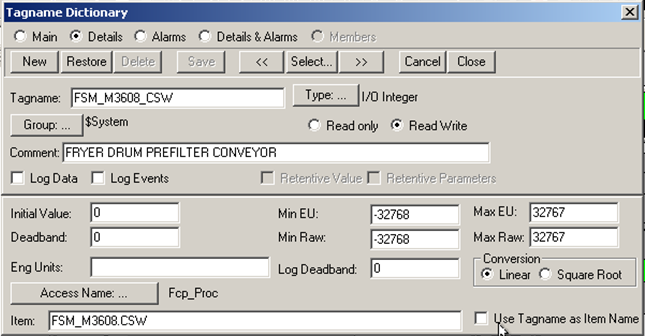 Tagname Dictionary
Main Details Alarms Details & Alarms Members
New Restore Delete Save << Select... >> Cancel Close
Tagname: FSM_M3608_CSW Type: ... I/O Integer
Group: ... $System Read only Read Write
Comment: FRYER DRUM PREFILTER CONVEYOR
Log Data Log Events Retentive Value Retentive Parameters
Initial Value: 0 Min EU: -32768 Max EU: 32767
Deadband: 0 Min Raw: -32768 Max Raw: 32767
Eng Units: Log Deadband: 0 Conversion
Linear Square Root
Access Name: ... Fcp_Proc
Item: FSM_M3608.CSW Use Tagname as Item Name